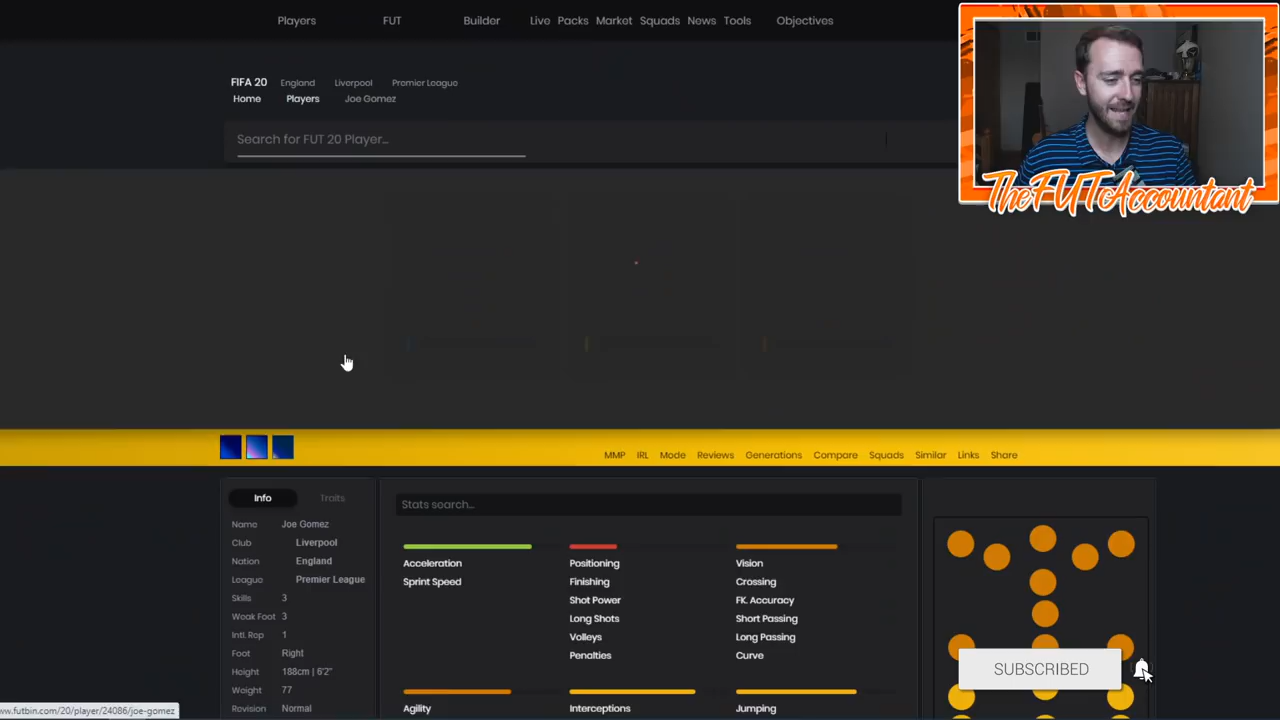 Players FUT Builder Live Packs Market Squads News Tools Objectives
FIFA 20 England Liverpool Premier League
Home Players Joe Gomez
Search for FUT 20 Player...
TheFUTAccountant
MMP IRL Mode Reviews Generations Compare Squads Similar Links Share
Info Traits
Stats search...
Name Joe Gomez
Club Liverpool
Nation England
League Premier League
Skills 3
Weak Foot 3
Intl. Rep 1
Foot Right
Height 188cm | 6'2"
Weight 77
Revision Normal
Acceleration Positioning Vision
Sprint Speed Finishing Crossing
Shot Power FK. Accuracy
Long Shots Short Passing
Volleys Long Passing
Penalties Curve
Agility Interceptions Jumping
SUBSCRIBED
ww.futbin.com/20/player/24086/joe-gomez